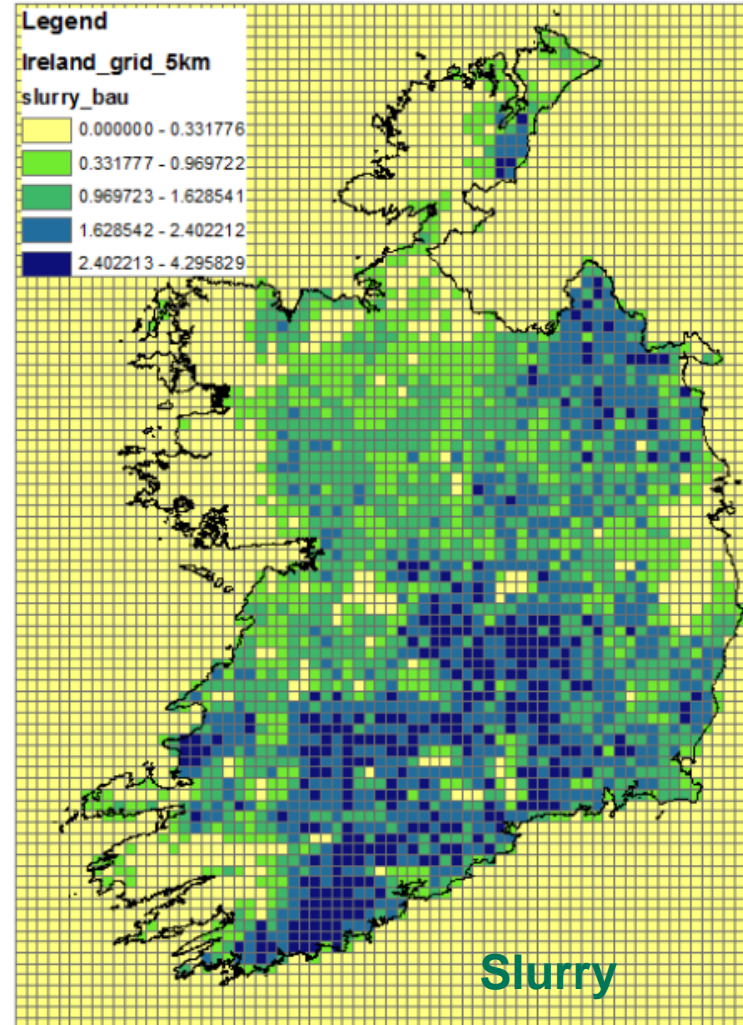 Legend
Ireland_grid_5km
slurry_bau
0.000000 - 0.331776
0.331777 - 0.969722
0.969723 - 1.628541
1.628542 - 2.402212
2.402213 - 4.295829
Slurry